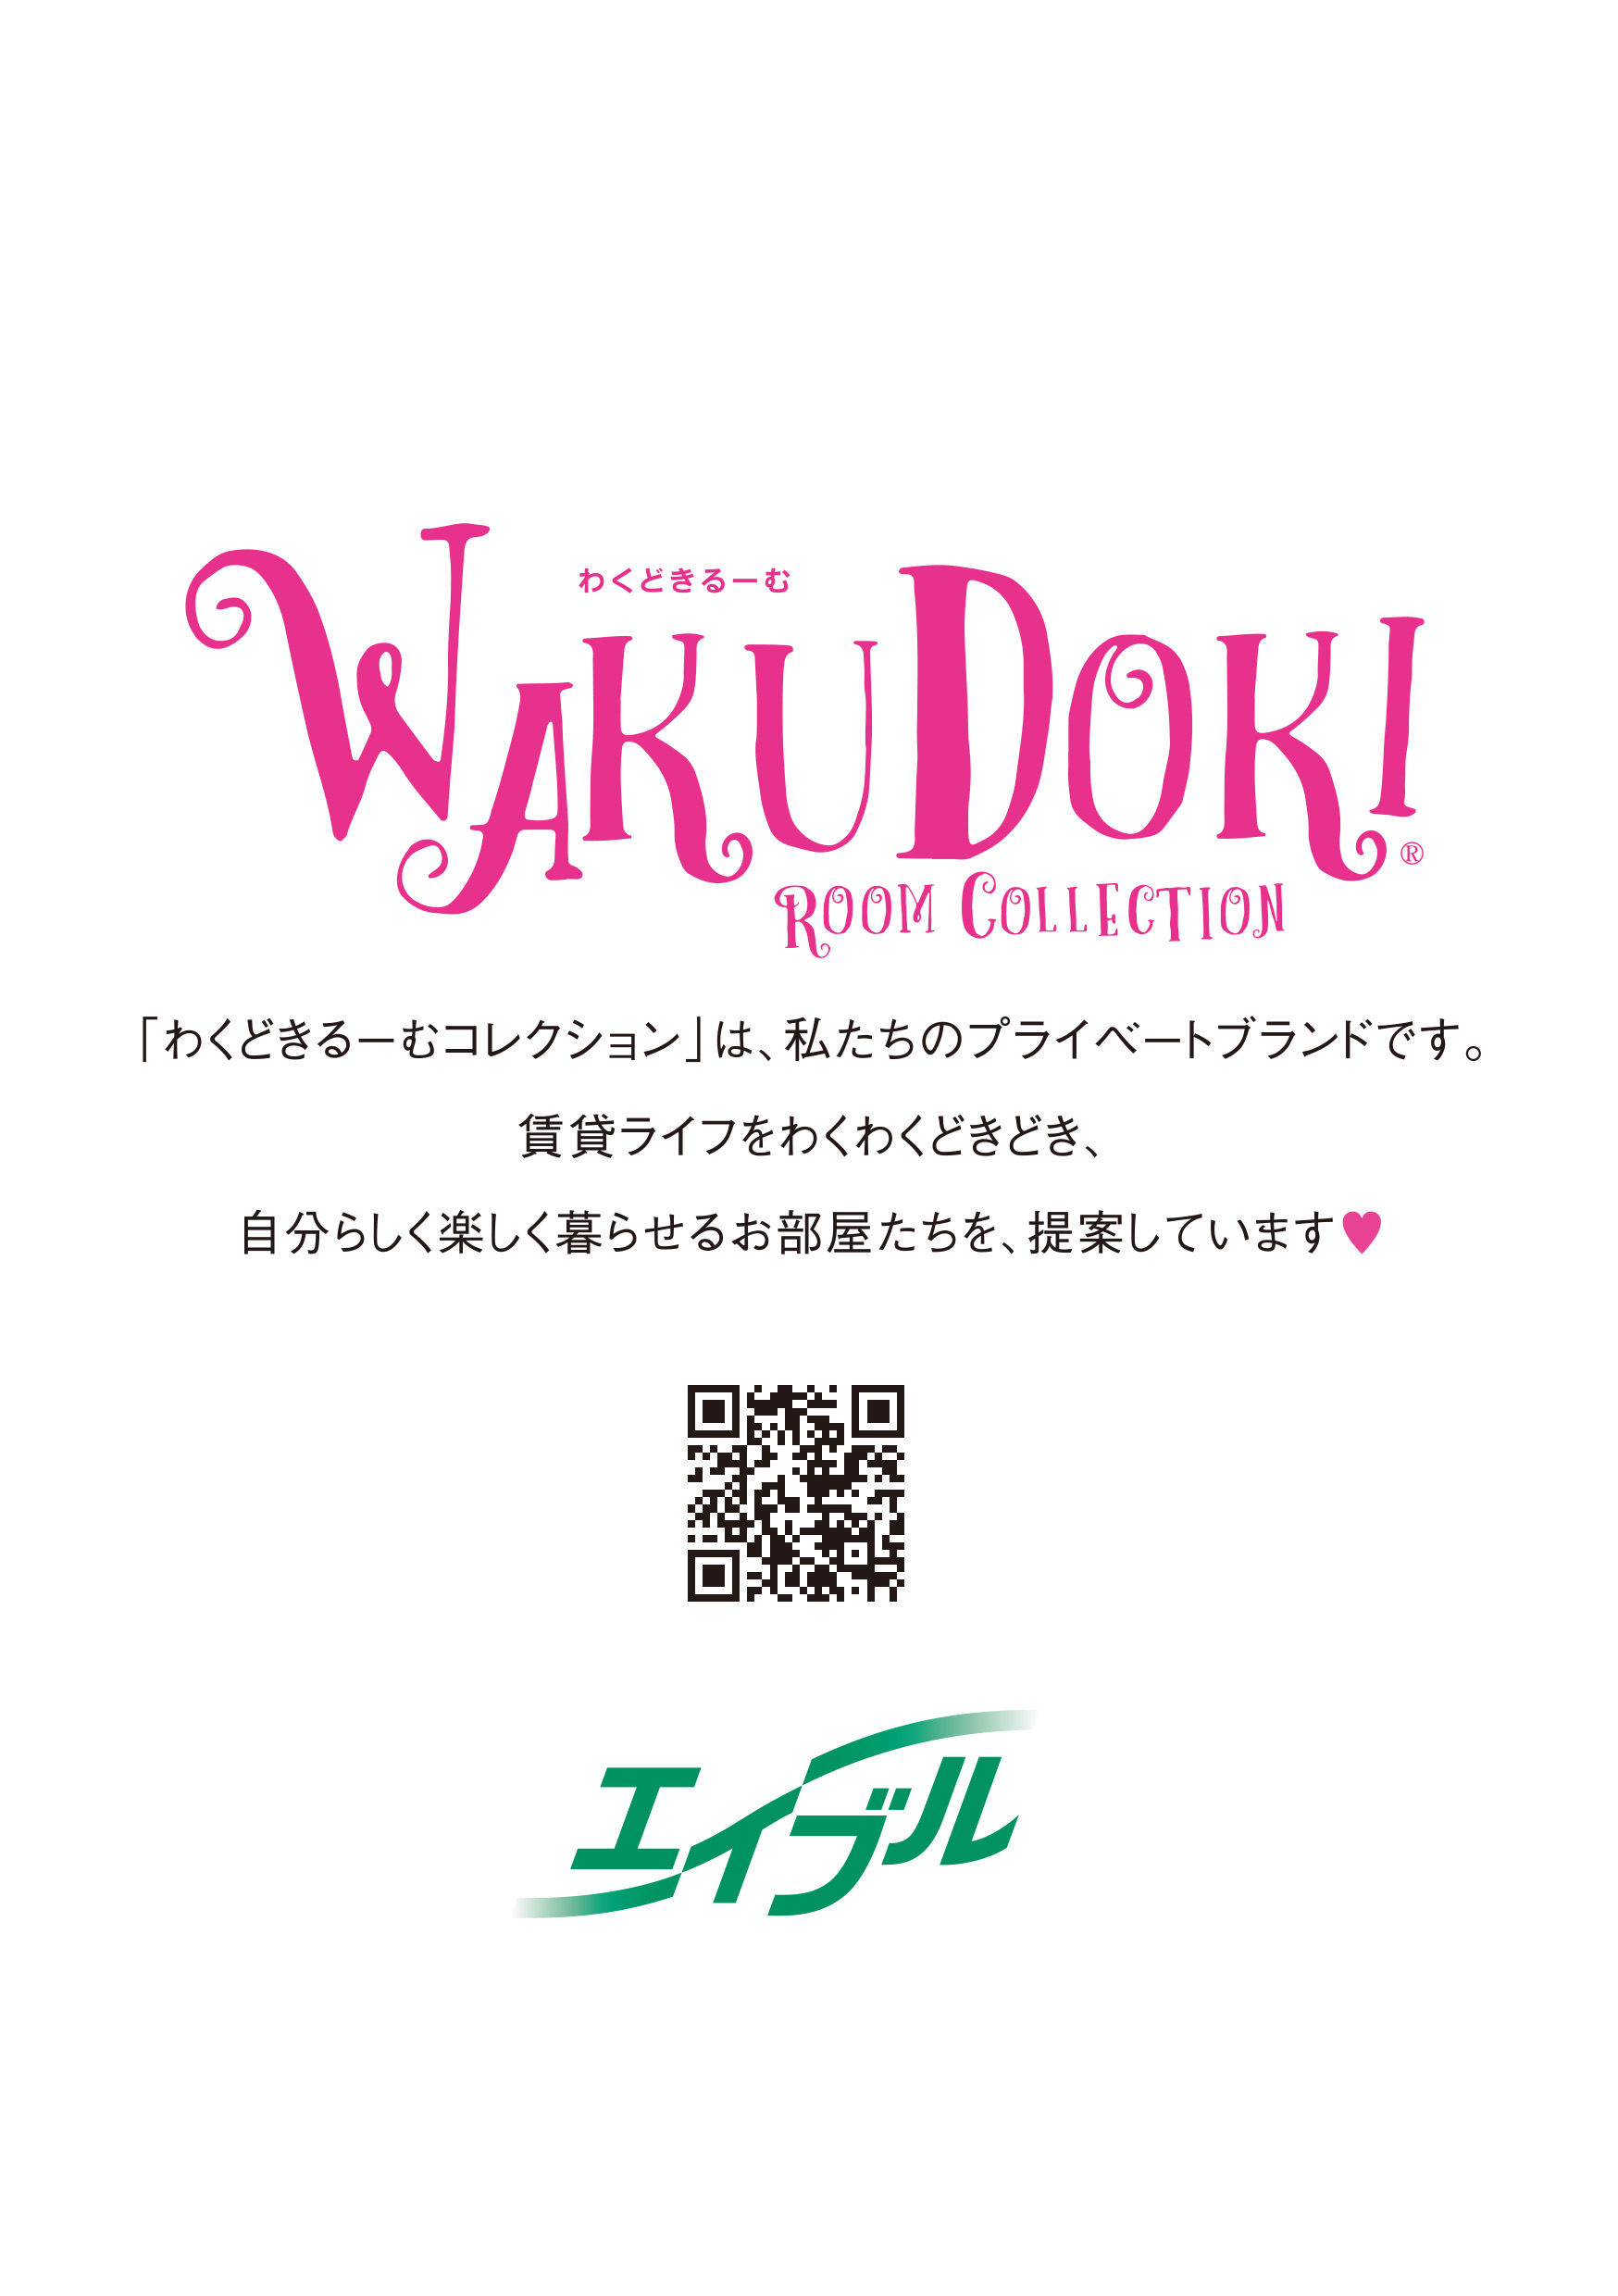 わくどきるーむ
WAKUDOKI®
ROOM COLLECTION
「わくどきるーむコレクション」は、私たちのプライベートブランドです。
賃貸ライフをわくわくどきどき、
自分らしく楽しく暮らせるお部屋たちを、提案しています♥
エイブル